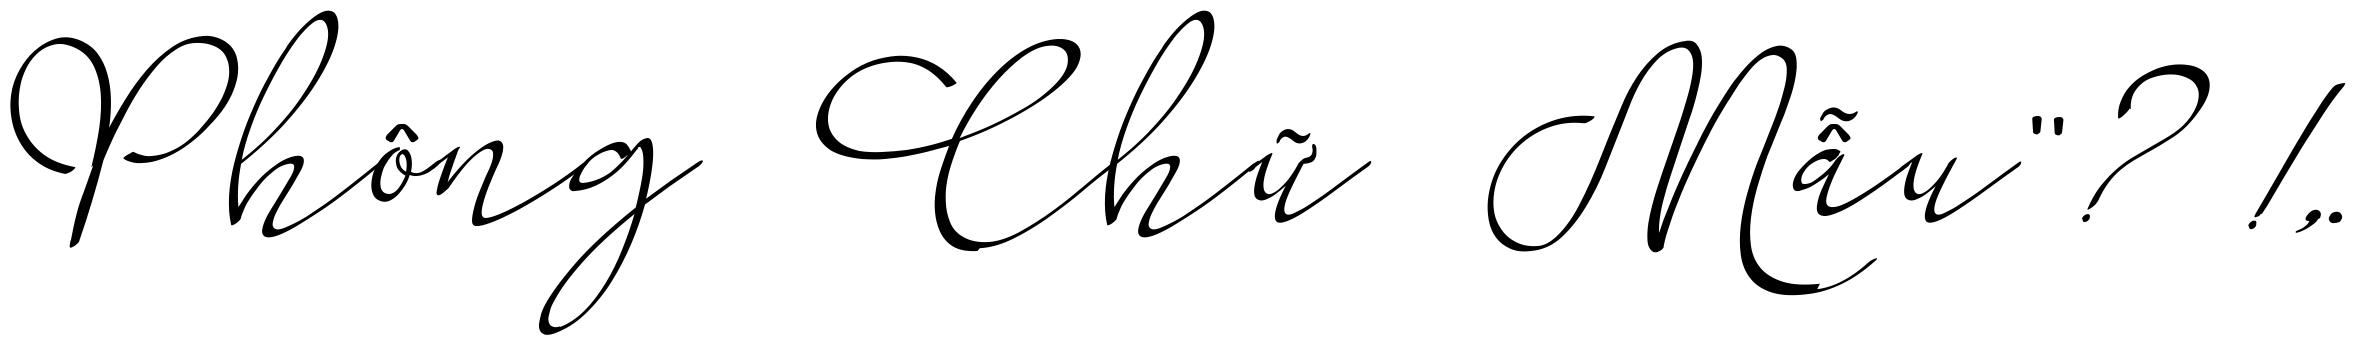 Phông Chữ Mẫu " ? ! , .